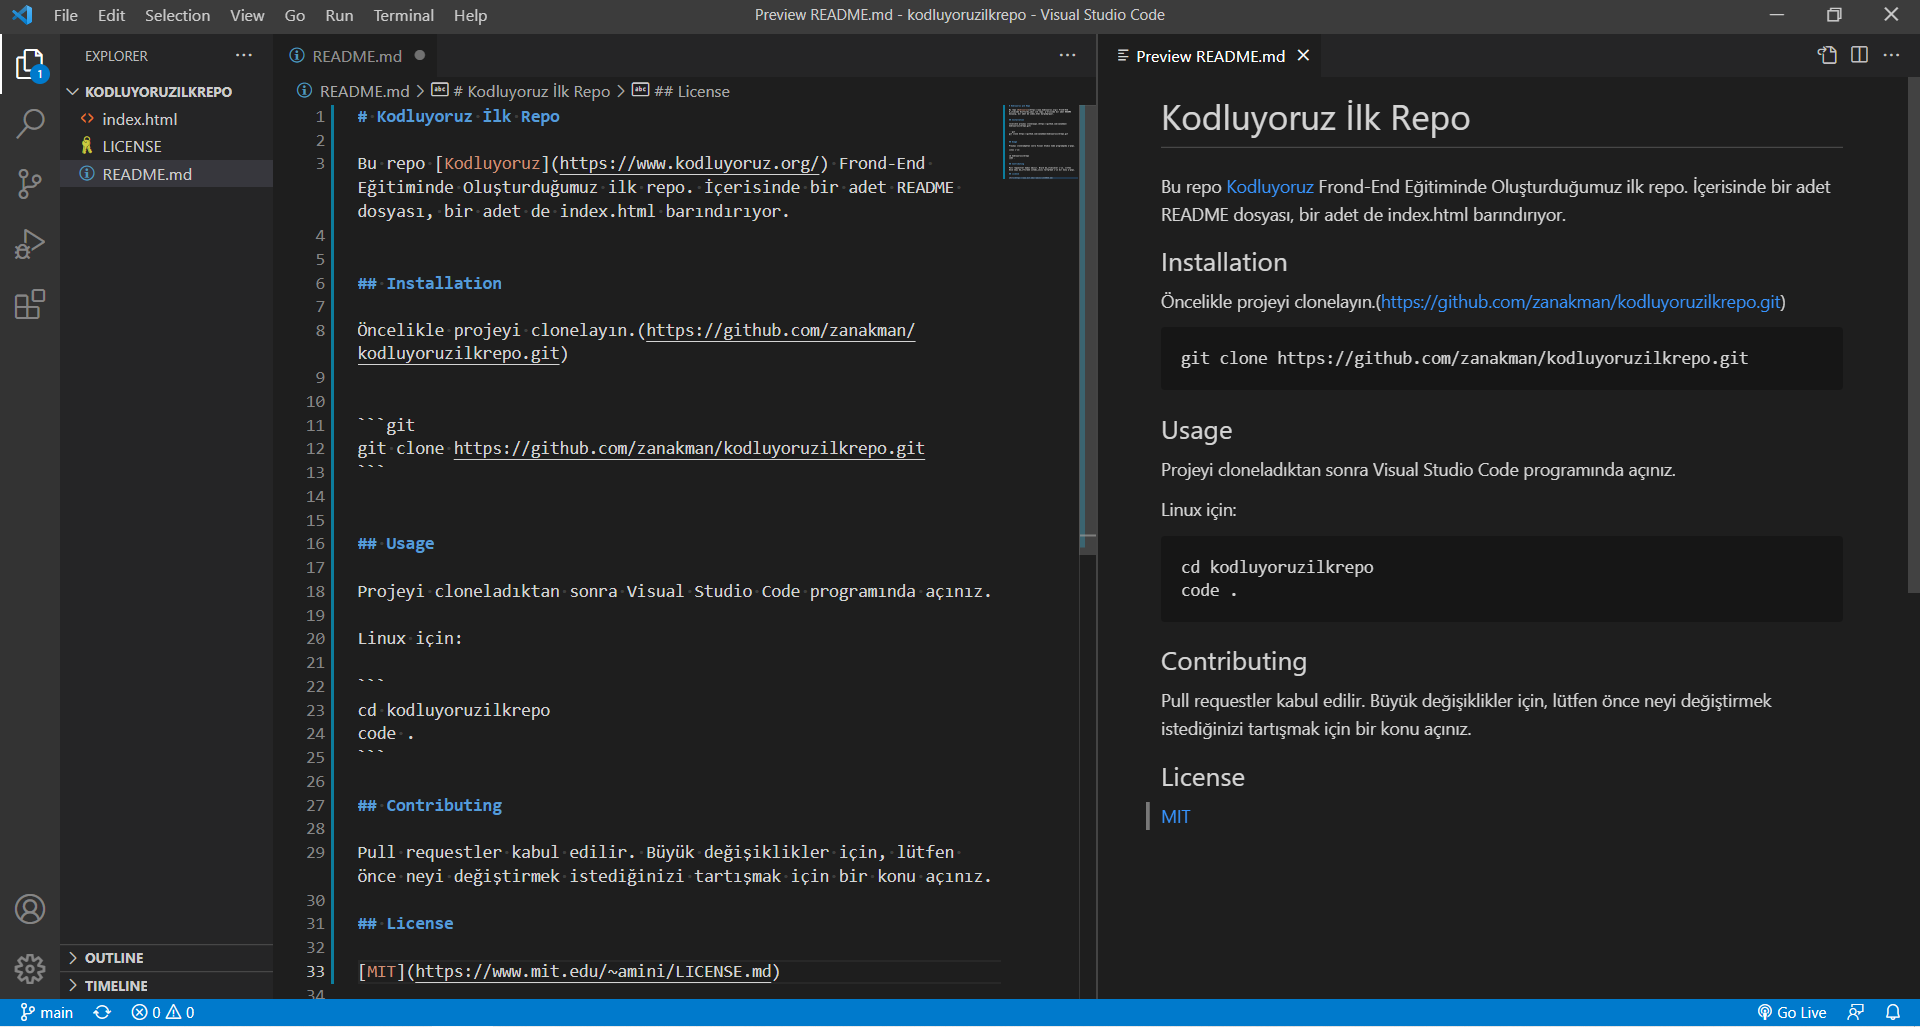 File Edit Selection View Go Run Terminal Help
Preview README.md - kodluyoruzilkrepo - Visual Studio Code
1
EXPLORER
KODLUYORUZILKREPO
index.html
LICENSE
README.md
OUTLINE
TIMELINE
README.md
README.md > # Kodluyoruz İlk Repo > ## License
1 # Kodluyoruz İlk Repo
2
3 Bu repo [Kodluyoruz](https://www.kodluyoruz.org/) Frond-End
Eğitiminde Oluşturduğumuz ilk repo. İçerisinde bir adet README
dosyası, bir adet de index.html barındırıyor.
4
5
6 ## Installation
7
8 Öncelikle projeyi clonelayın.(https://github.com/zanakman/
kodluyoruzilkrepo.git)
9
10
11 ```git
12 git clone https://github.com/zanakman/kodluyoruzilkrepo.git
13 ```
14
15
16 ## Usage
17
18 Projeyi cloneladıktan sonra Visual Studio Code programında açınız.
19
20 Linux için:
21
22 ```
23 cd kodluyoruzilkrepo
24 code .
25 ```
26
27 ## Contributing
28
29 Pull requestler kabul edilir. Büyük değişiklikler için, lütfen
önce neyi değiştirmek istediğinizi tartışmak için bir konu açınız.
30
31 ## License
32
33 [MIT](https://www.mit.edu/~amini/LICENSE.md)
34
Preview README.md
Kodluyoruz İlk Repo
Bu repo Kodluyoruz Frond-End Eğitiminde Oluşturduğumuz ilk repo. İçerisinde bir adet
README dosyası, bir adet de index.html barındırıyor.
Installation
Öncelikle projeyi clonelayın.(https://github.com/zanakman/kodluyoruzilkrepo.git)
git clone https://github.com/zanakman/kodluyoruzilkrepo.git
Usage
Projeyi cloneladıktan sonra Visual Studio Code programında açınız.
Linux için:
cd kodluyoruzilkrepo
code .
Contributing
Pull requestler kabul edilir. Büyük değişiklikler için, lütfen önce neyi değiştirmek
istediğinizi tartışmak için bir konu açınız.
License
MIT
main 0 0 Go Live